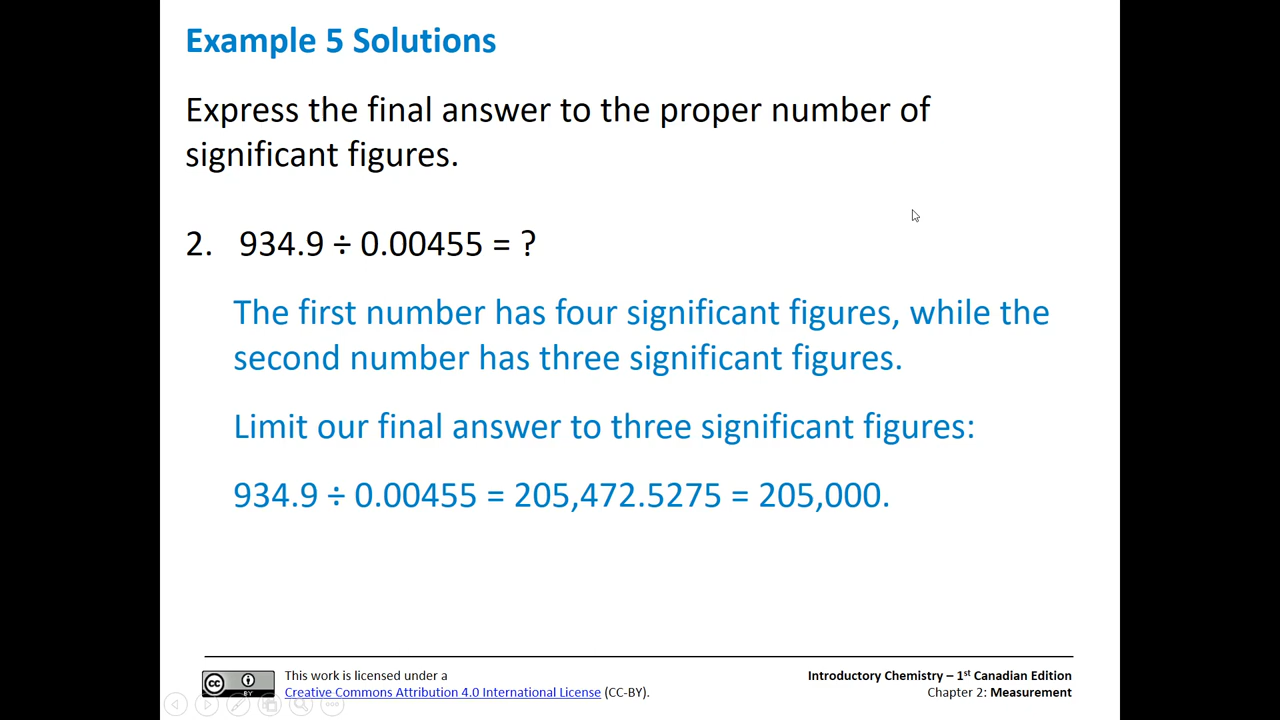 Example 5 Solutions
Express the final answer to the proper number of
significant figures.
2. 934.9 ÷ 0.00455 = ?
The first number has four significant figures, while the
second number has three significant figures.
Limit our final answer to three significant figures:
934.9 ÷ 0.00455 = 205,472.5275 = 205,000.
cc BY
This work is licensed under a
Creative Commons Attribution 4.0 International License (CC-BY).
Introductory Chemistry – 1st Canadian Edition
Chapter 2: Measurement